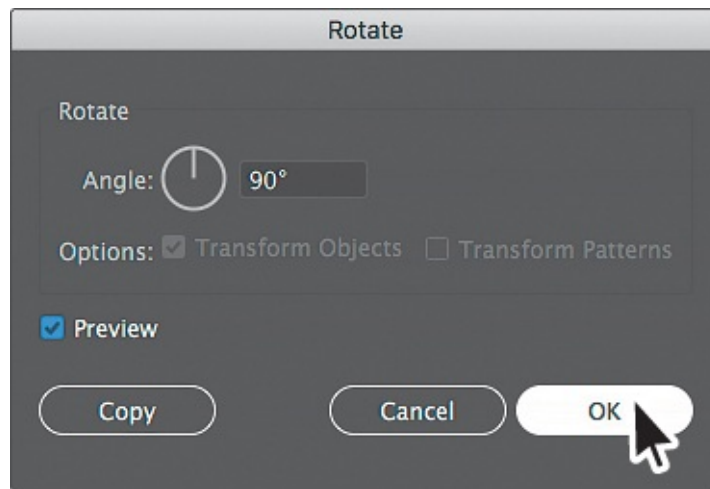 Rotate
Rotate
Angle: 90°
Options: Transform Objects Transform Patterns
Preview
Copy Cancel OK